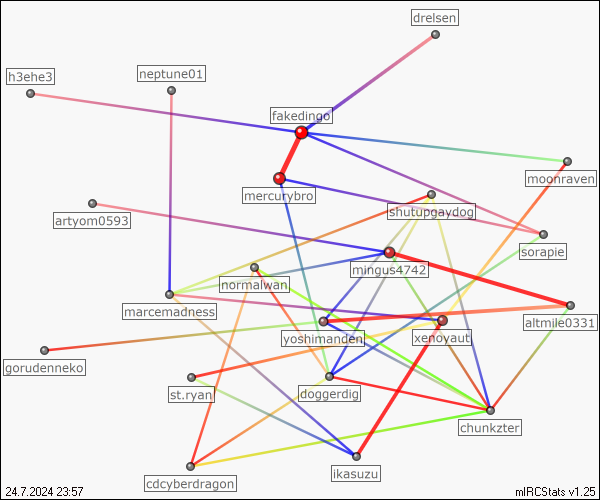 drelsen
h3ehe3
neptune01
fakedingo
moonraven
mercurybro
artyom0593
shutupgaydog
sorapie
mingus4742
normalwan
marcemadness
altmile0331
yoshimanden
xenoyaut
gorudenneko
st.ryan
doggerdig
chunkzter
ikasuzu
cdcyberdragon
24.7.2024 23:57
mIRCStats v1.25